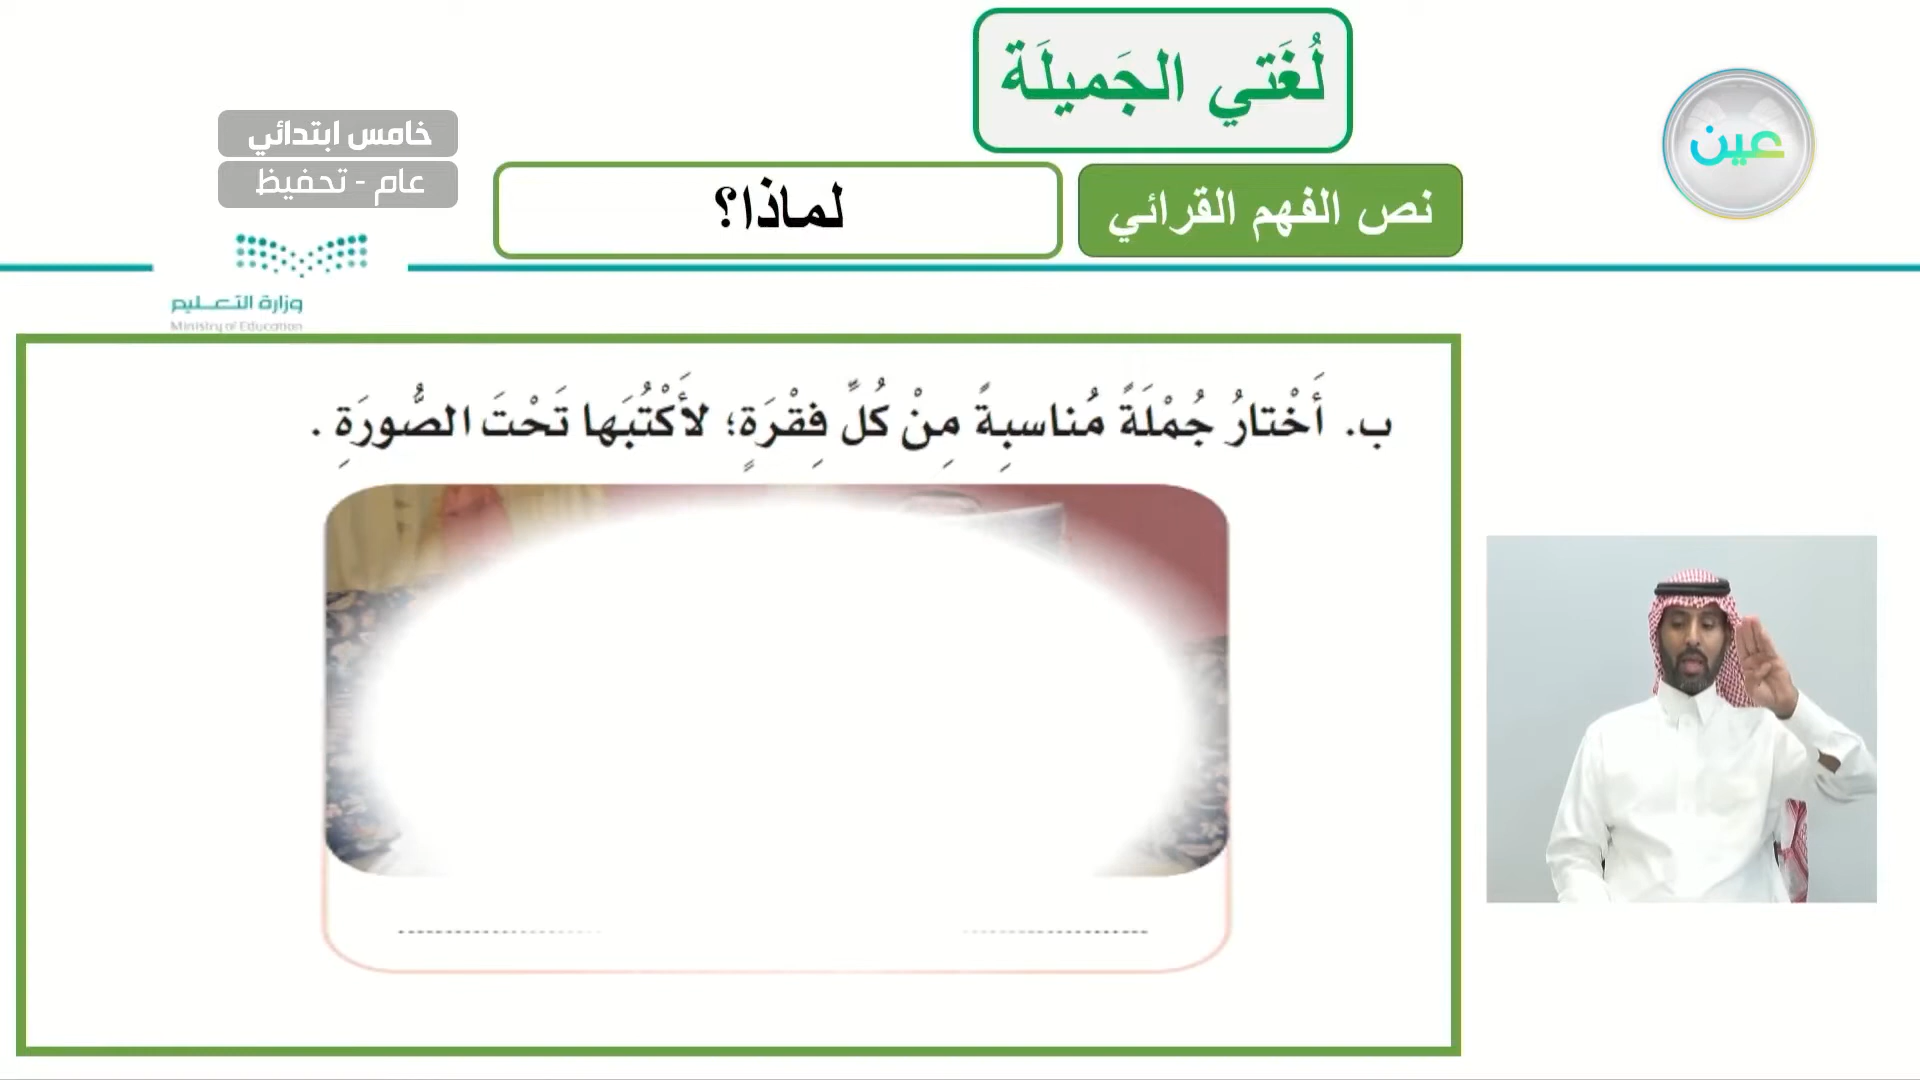 لُغَتي الجَميلَة
عين
خامس ابتدائي
عام - تحفيظ
نص الفهم القرائي
لماذا؟
وزارة التعليم
Ministry of Education
ب. أَخْتارُ جُمْلَةً مُناسبِةً مِنْ كُلِّ فِقْرَةٍ؛ لأَكْتُبَها تَحْتَ الصُّورَةِ .